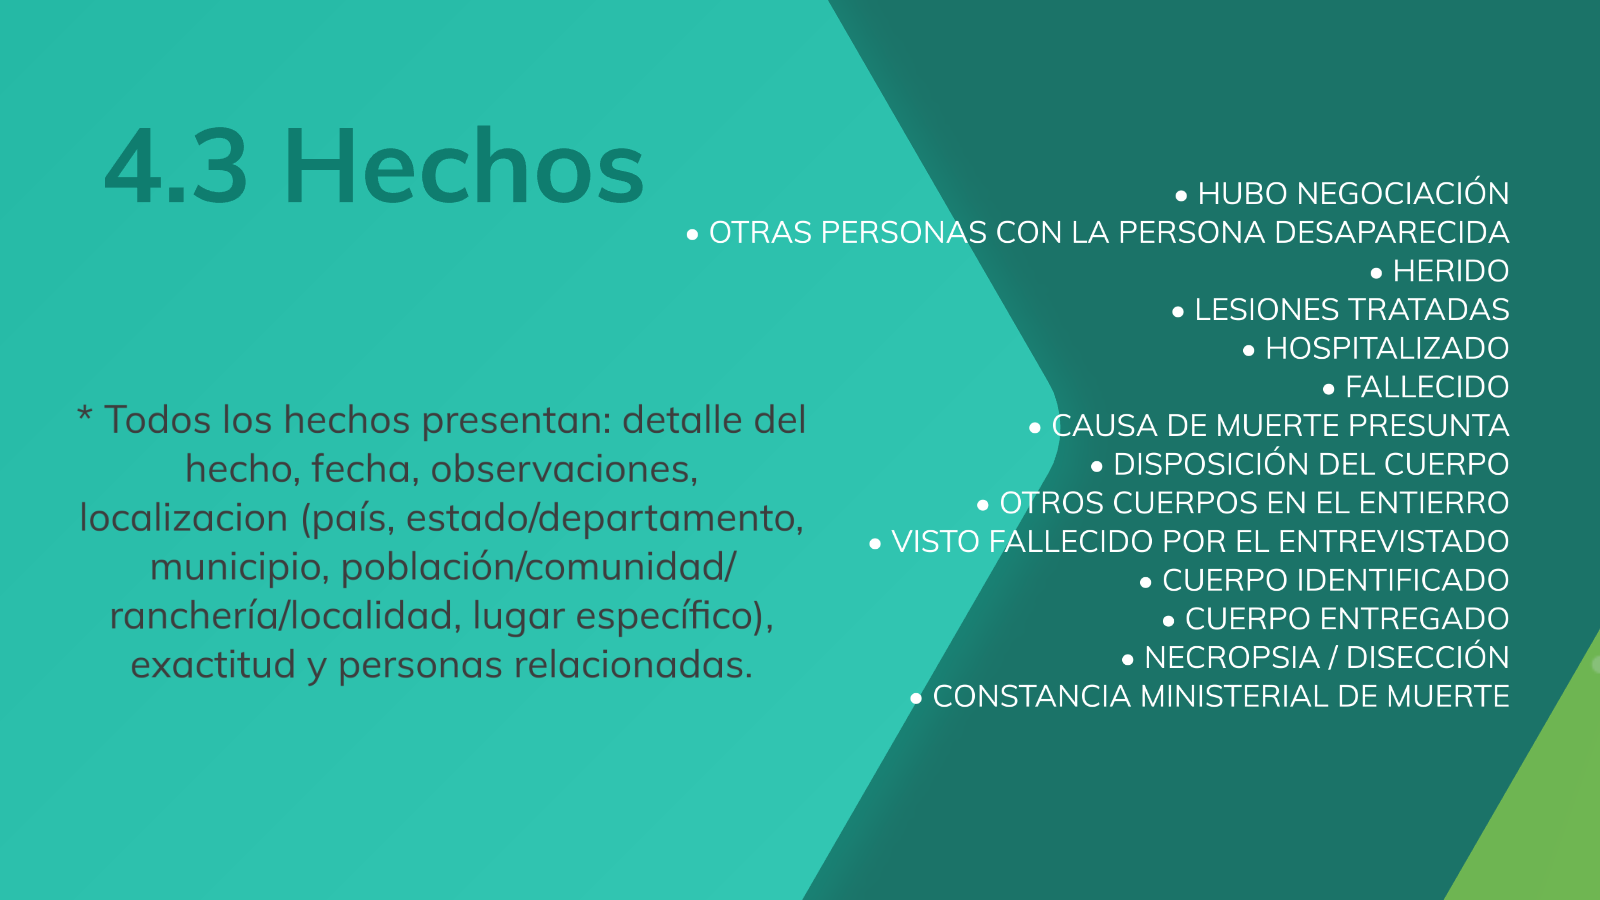 4.3 Hechos
* Todos los hechos presentan: detalle del
hecho, fecha, observaciones,
localizacion (país, estado/departamento,
municipio, población/comunidad/
ranchería/localidad, lugar específico),
exactitud y personas relacionadas.
• HUBO NEGOCIACIÓN
• OTRAS PERSONAS CON LA PERSONA DESAPARECIDA
• HERIDO
• LESIONES TRATADAS
• HOSPITALIZADO
• FALLECIDO
• CAUSA DE MUERTE PRESUNTA
• DISPOSICIÓN DEL CUERPO
• OTROS CUERPOS EN EL ENTIERRO
• VISTO FALLECIDO POR EL ENTREVISTADO
• CUERPO IDENTIFICADO
• CUERPO ENTREGADO
• NECROPSIA / DISECCIÓN
• CONSTANCIA MINISTERIAL DE MUERTE